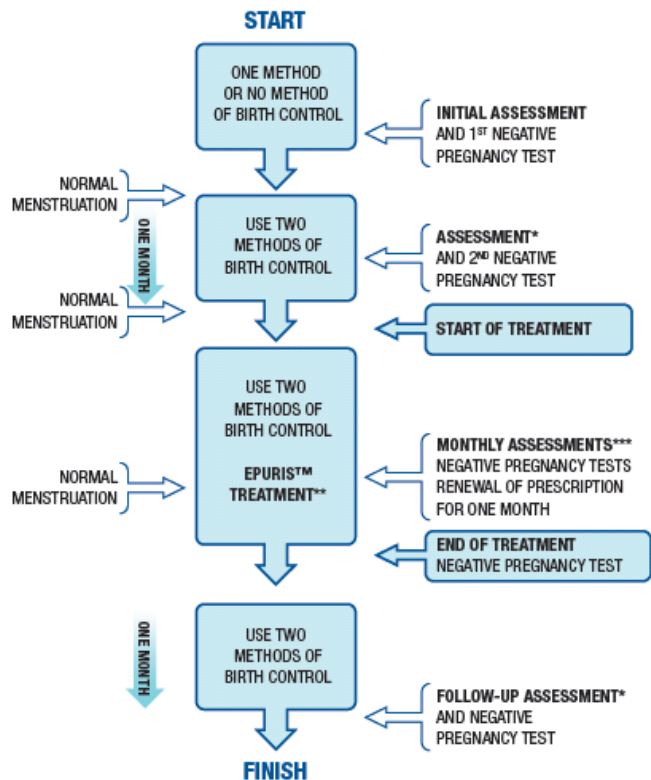 START
ONE METHOD
OR NO METHOD
OF BIRTH CONTROL
INITIAL ASSESSMENT
AND 1ST NEGATIVE
PREGNANCY TEST
NORMAL
MENSTRUATION
ONE MONTH
USE TWO
METHODS OF
BIRTH CONTROL
ASSESSMENT*
AND 2ND NEGATIVE
PREGNANCY TEST
NORMAL
MENSTRUATION
START OF TREATMENT
USE TWO
METHODS OF
BIRTH CONTROL
EPURIS™
TREATMENT**
NORMAL
MENSTRUATION
MONTHLY ASSESSMENTS***
NEGATIVE PREGNANCY TESTS
RENEWAL OF PRESCRIPTION
FOR ONE MONTH
END OF TREATMENT
NEGATIVE PREGNANCY TEST
ONE MONTH
USE TWO
METHODS OF
BIRTH CONTROL
FOLLOW-UP ASSESSMENT*
AND NEGATIVE
PREGNANCY TEST
FINISH